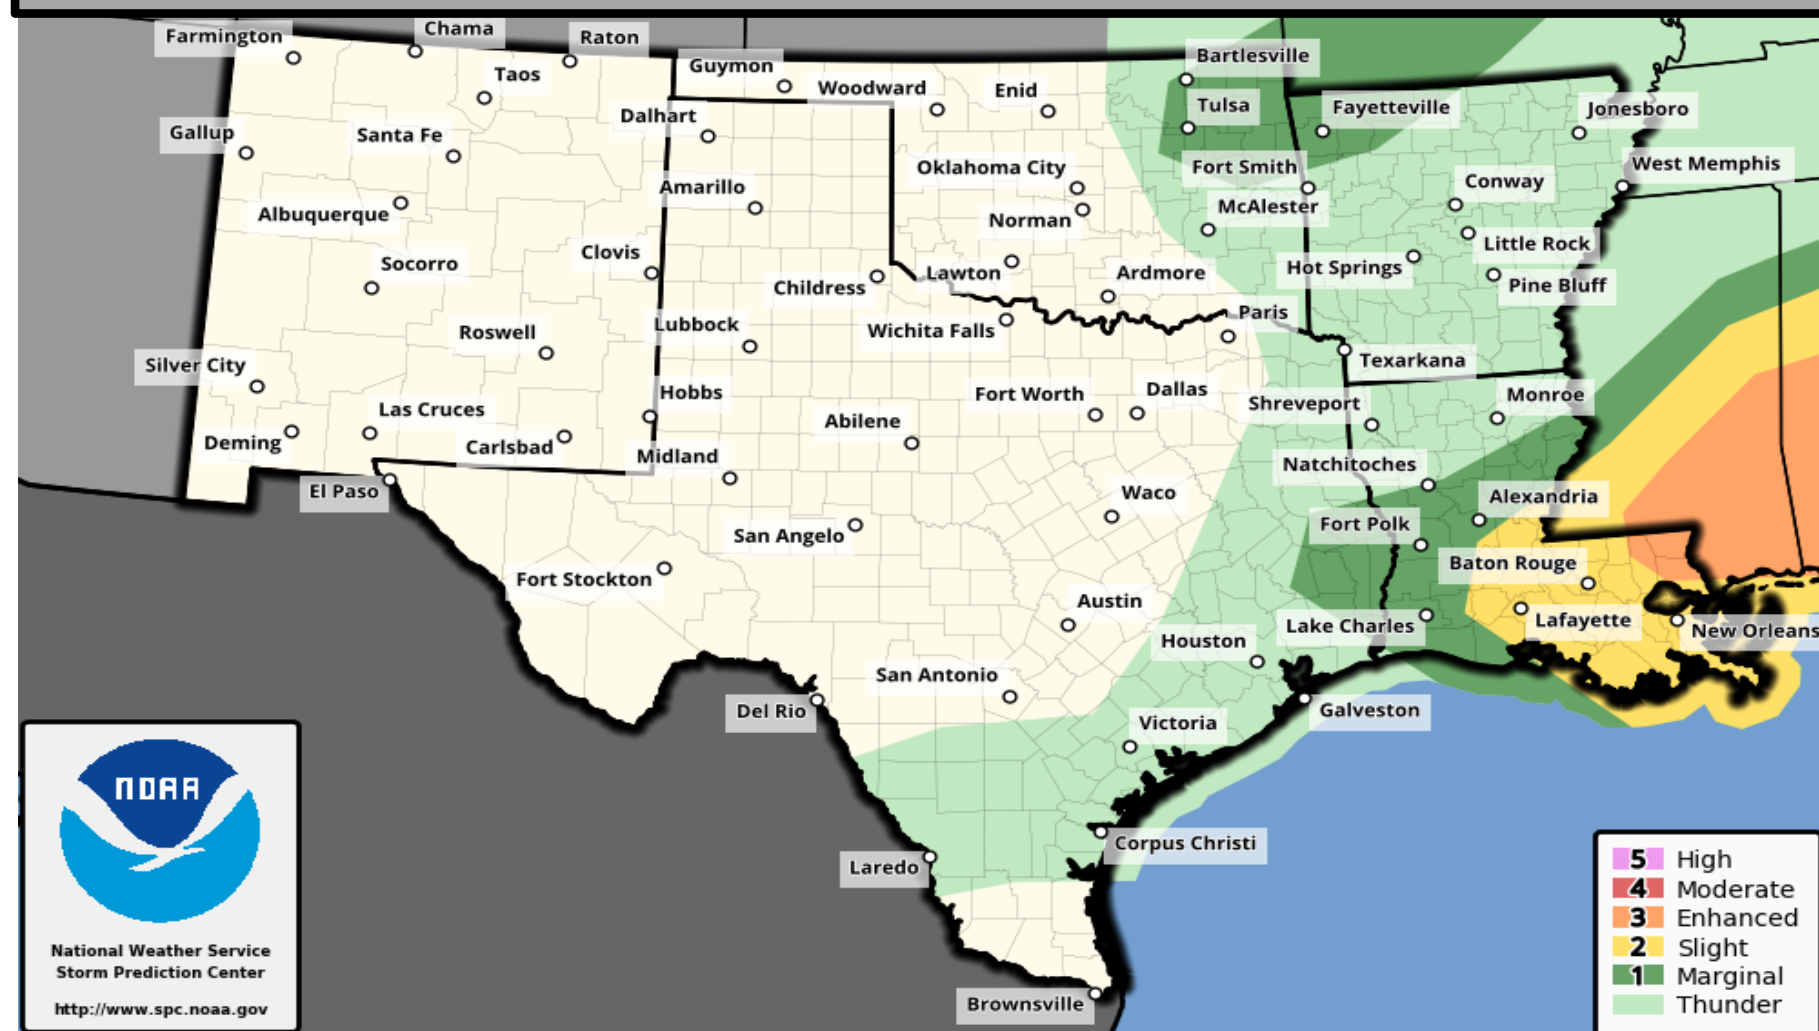 Farmington
Chama
Raton
Taos
Guymon
Woodward
Enid
Bartlesville
Gallup
Santa Fe
Dalhart
Tulsa
Fayetteville
Jonesboro
Albuquerque
Amarillo
Oklahoma City
Norman
Fort Smith
McAlester
Conway
West Memphis
Socorro
Clovis
Childress
Lawton
Ardmore
Hot Springs
Little Rock
Pine Bluff
Roswell
Lubbock
Wichita Falls
Paris
Texarkana
Silver City
Hobbs
Fort Worth
Dallas
Shreveport
Monroe
Las Cruces
Deming
Carlsbad
Midland
Abilene
Natchitoches
El Paso
San Angelo
Waco
Alexandria
Fort Polk
Fort Stockton
Austin
Baton Rouge
Lake Charles
Lafayette
New Orleans
Houston
San Antonio
Del Rio
Victoria
Galveston
Laredo
Corpus Christi
Brownsville
NOAA
National Weather Service
Storm Prediction Center
http://www.spc.noaa.gov
5 High
4 Moderate
3 Enhanced
2 Slight
1 Marginal
Thunder